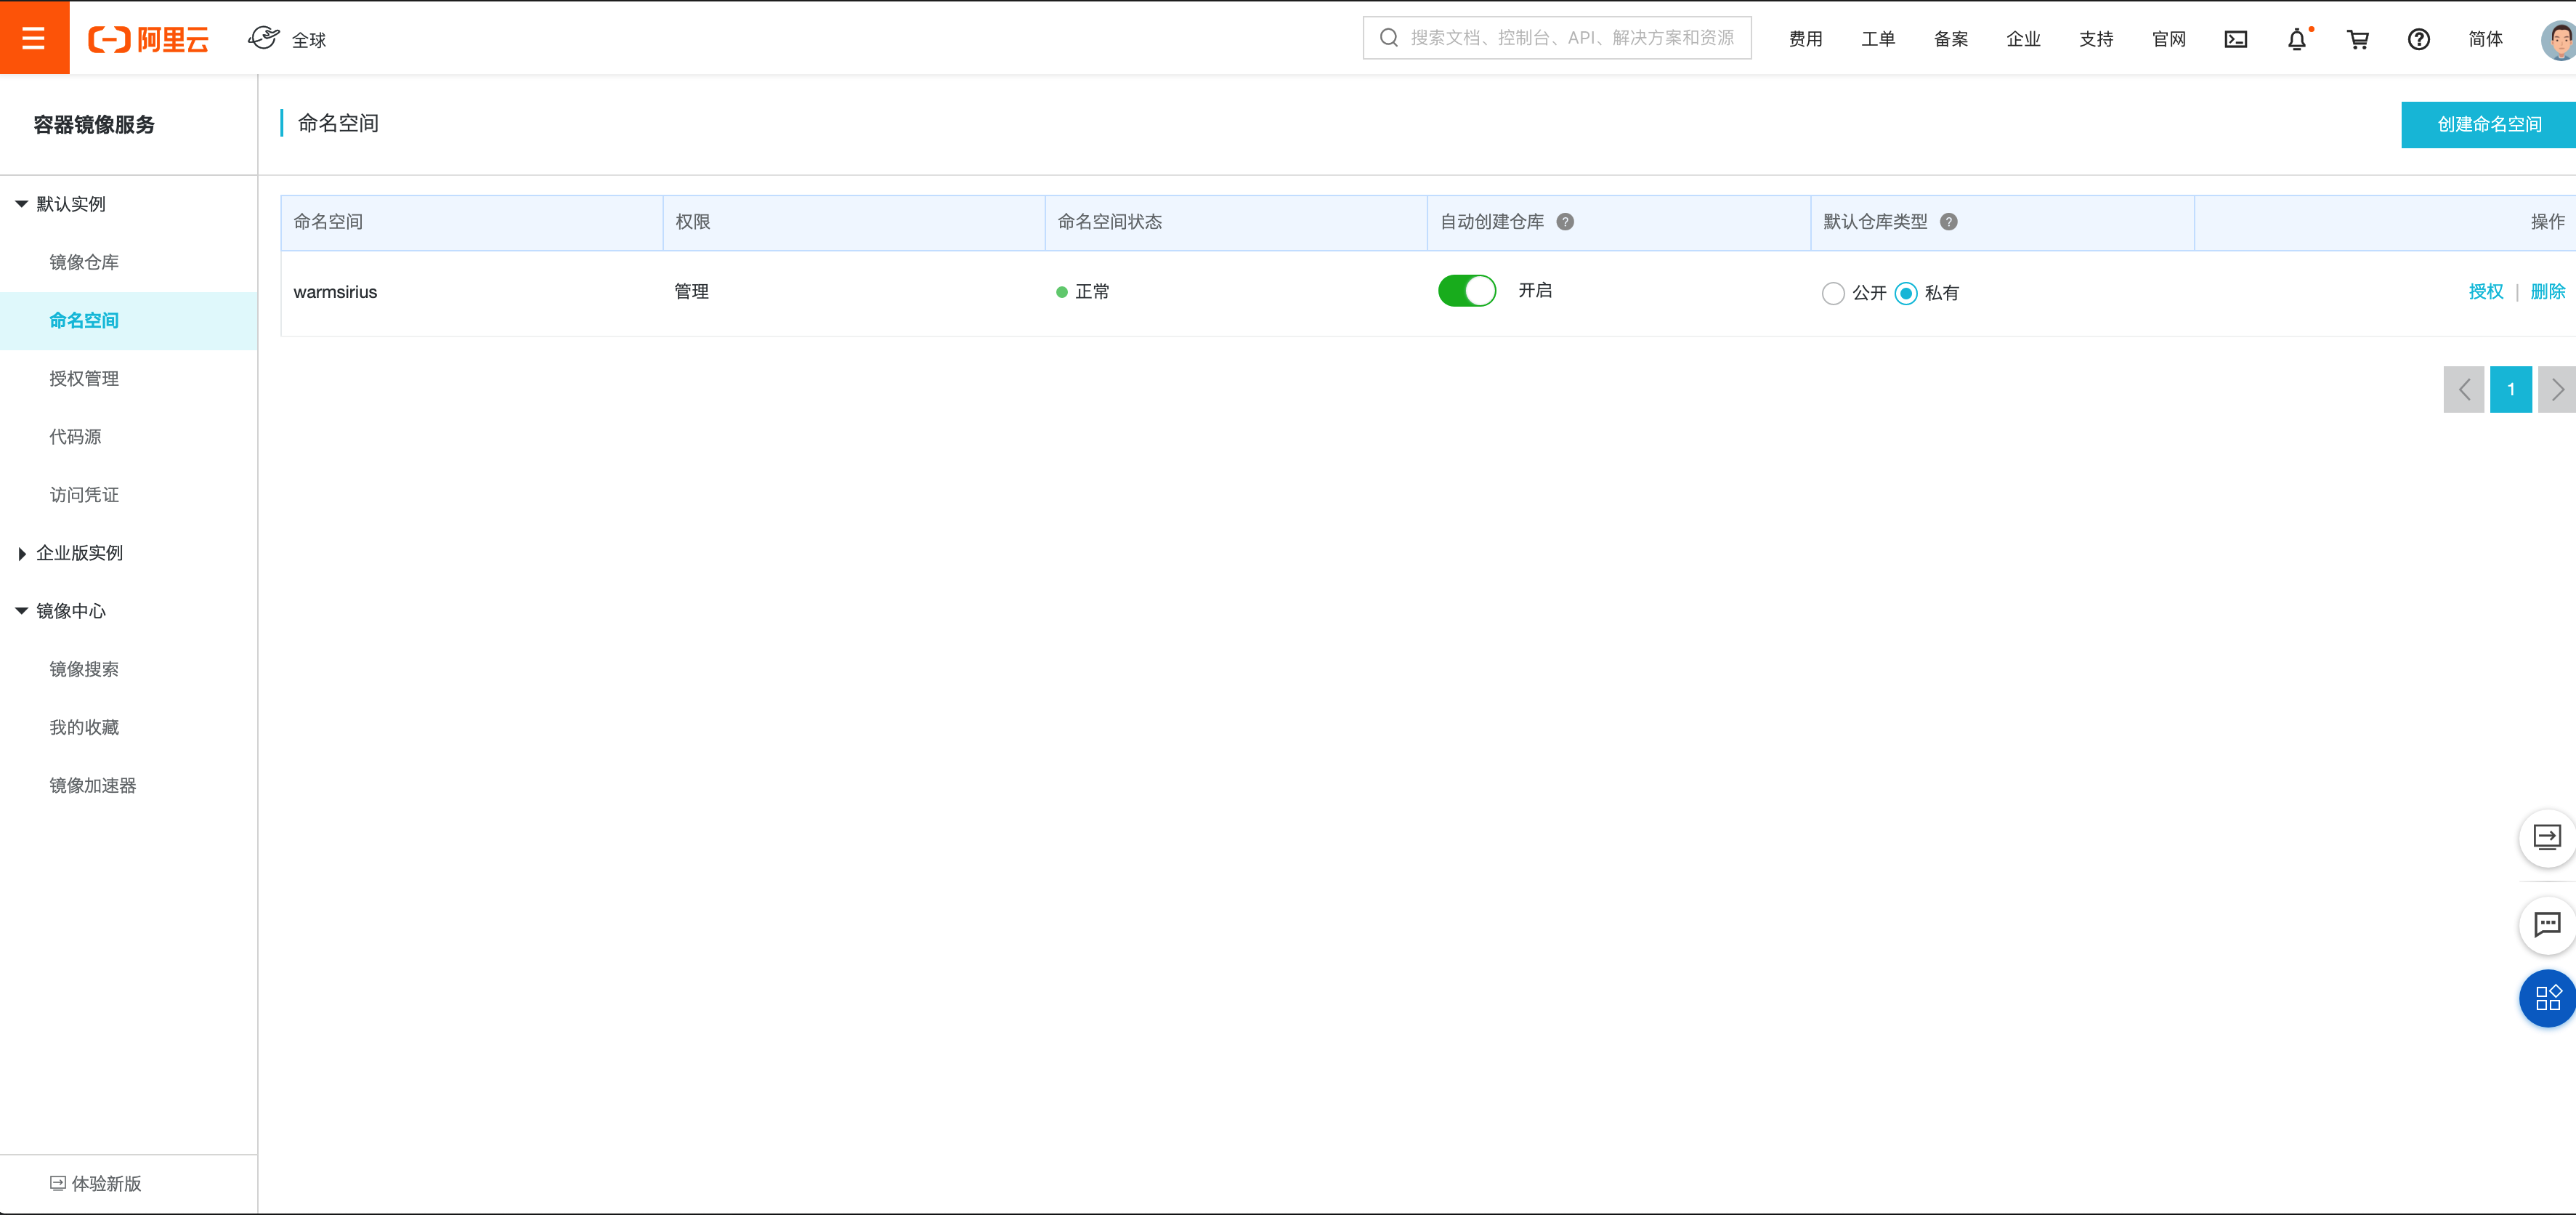 阿里云
全球
搜索文档、控制台、API、解决方案和资源
费用
工单
备案
企业
支持
官网
简体
容器镜像服务
命名空间
创建命名空间
默认实例
镜像仓库
命名空间
授权管理
代码源
访问凭证
企业版实例
镜像中心
镜像搜索
我的收藏
镜像加速器
体验新版
命名空间 权限 命名空间状态 自动创建仓库 ? 默认仓库类型 ? 操作
warmsirius 管理 正常 开启 公开 私有 授权 | 删除
1